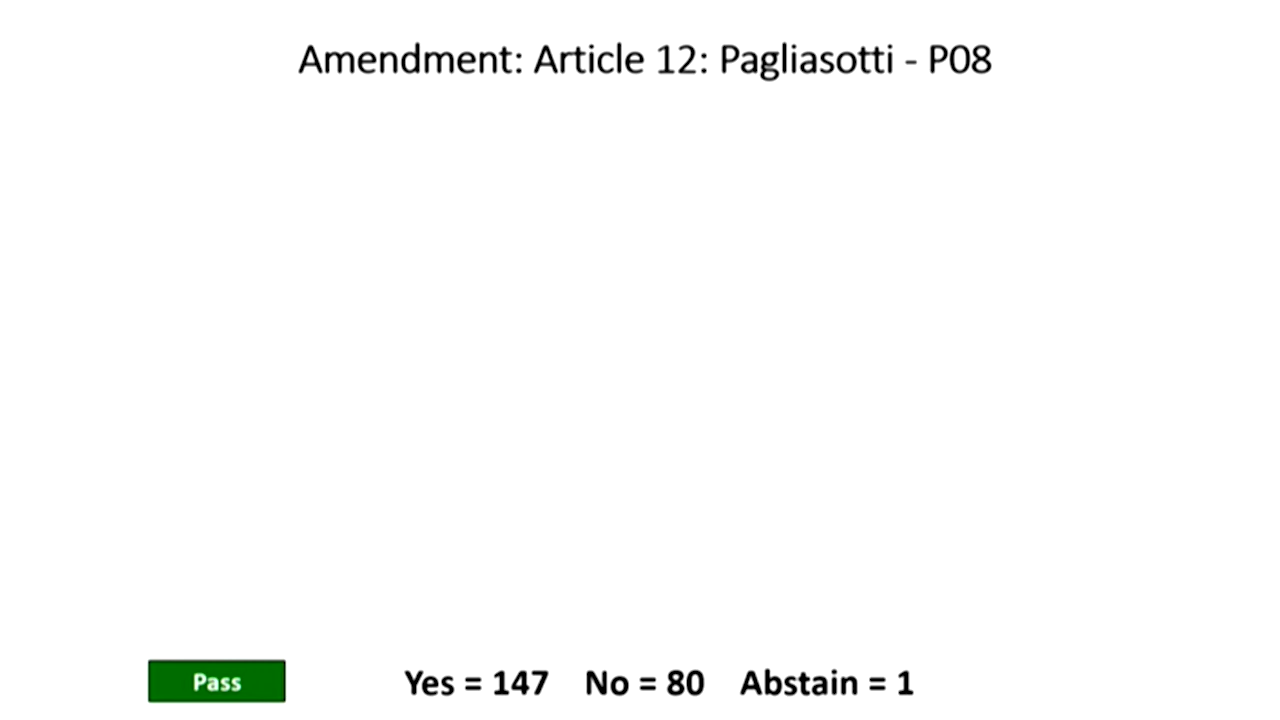 Amendment: Article 12: Pagliasotti - P08
Pass Yes = 147 No = 80 Abstain = 1